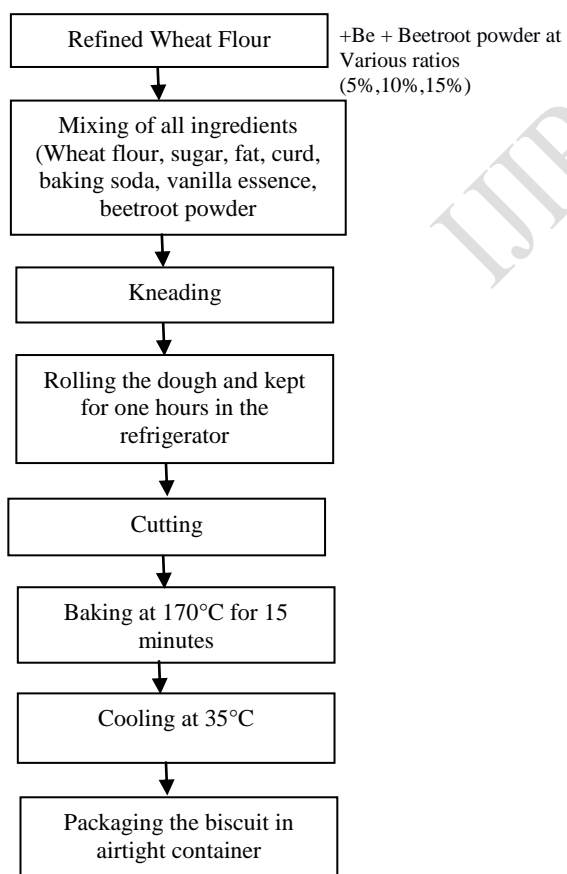 Refined Wheat Flour
+Be + Beetroot powder at
Various ratios
(5%,10%,15%)
Mixing of all ingredients
(Wheat flour, sugar, fat, curd,
baking soda, vanilla essence,
beetroot powder
Kneading
Rolling the dough and kept
for one hours in the
refrigerator
Cutting
Baking at 170°C for 15
minutes
Cooling at 35°C
Packaging the biscuit in
airtight container